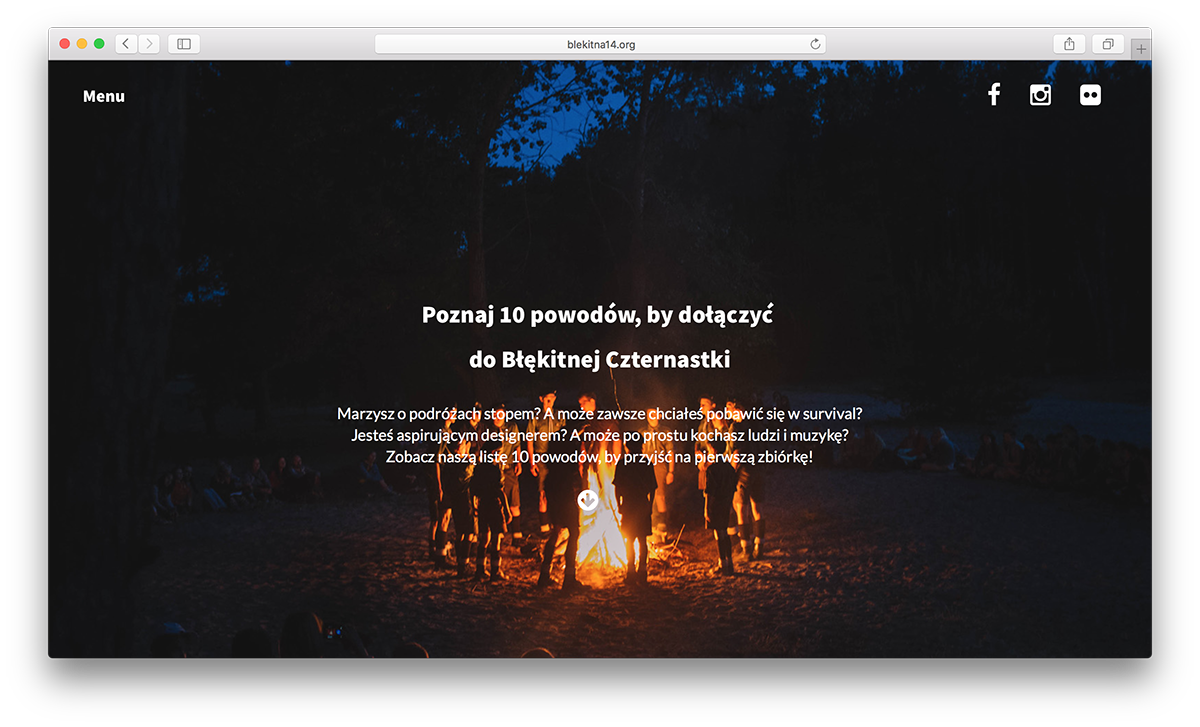 blekitna14.org
Menu
Poznaj 10 powodów, by dołączyć
do Błękitnej Czternastki
Marzysz o podróżach stopem? A może zawsze chciałeś pobawić się w survival?
Jesteś aspirującym designerem? A może po prostu kochasz ludzi i muzykę?
Zobacz naszą listę 10 powodów, by przyjść na pierwszą zbiórkę!